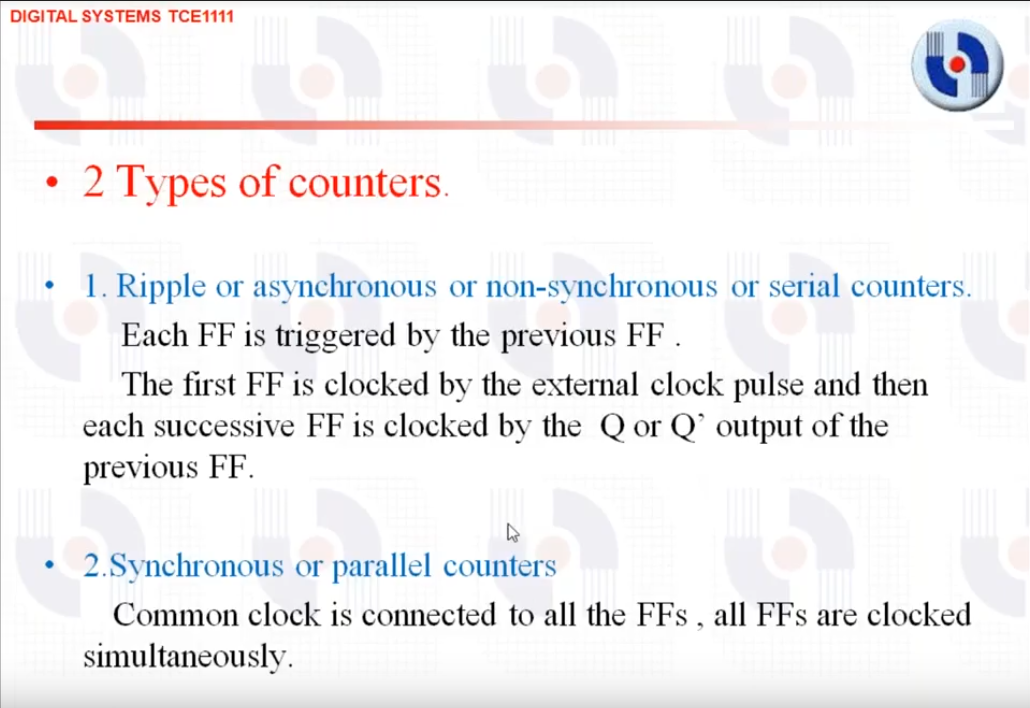 DIGITAL SYSTEMS TCE1111
• 2 Types of counters.
• 1. Ripple or asynchronous or non-synchronous or serial counters.
Each FF is triggered by the previous FF .
The first FF is clocked by the external clock pulse and then
each successive FF is clocked by the Q or Q’ output of the
previous FF.
• 2.Synchronous or parallel counters
Common clock is connected to all the FFs , all FFs are clocked
simultaneously.